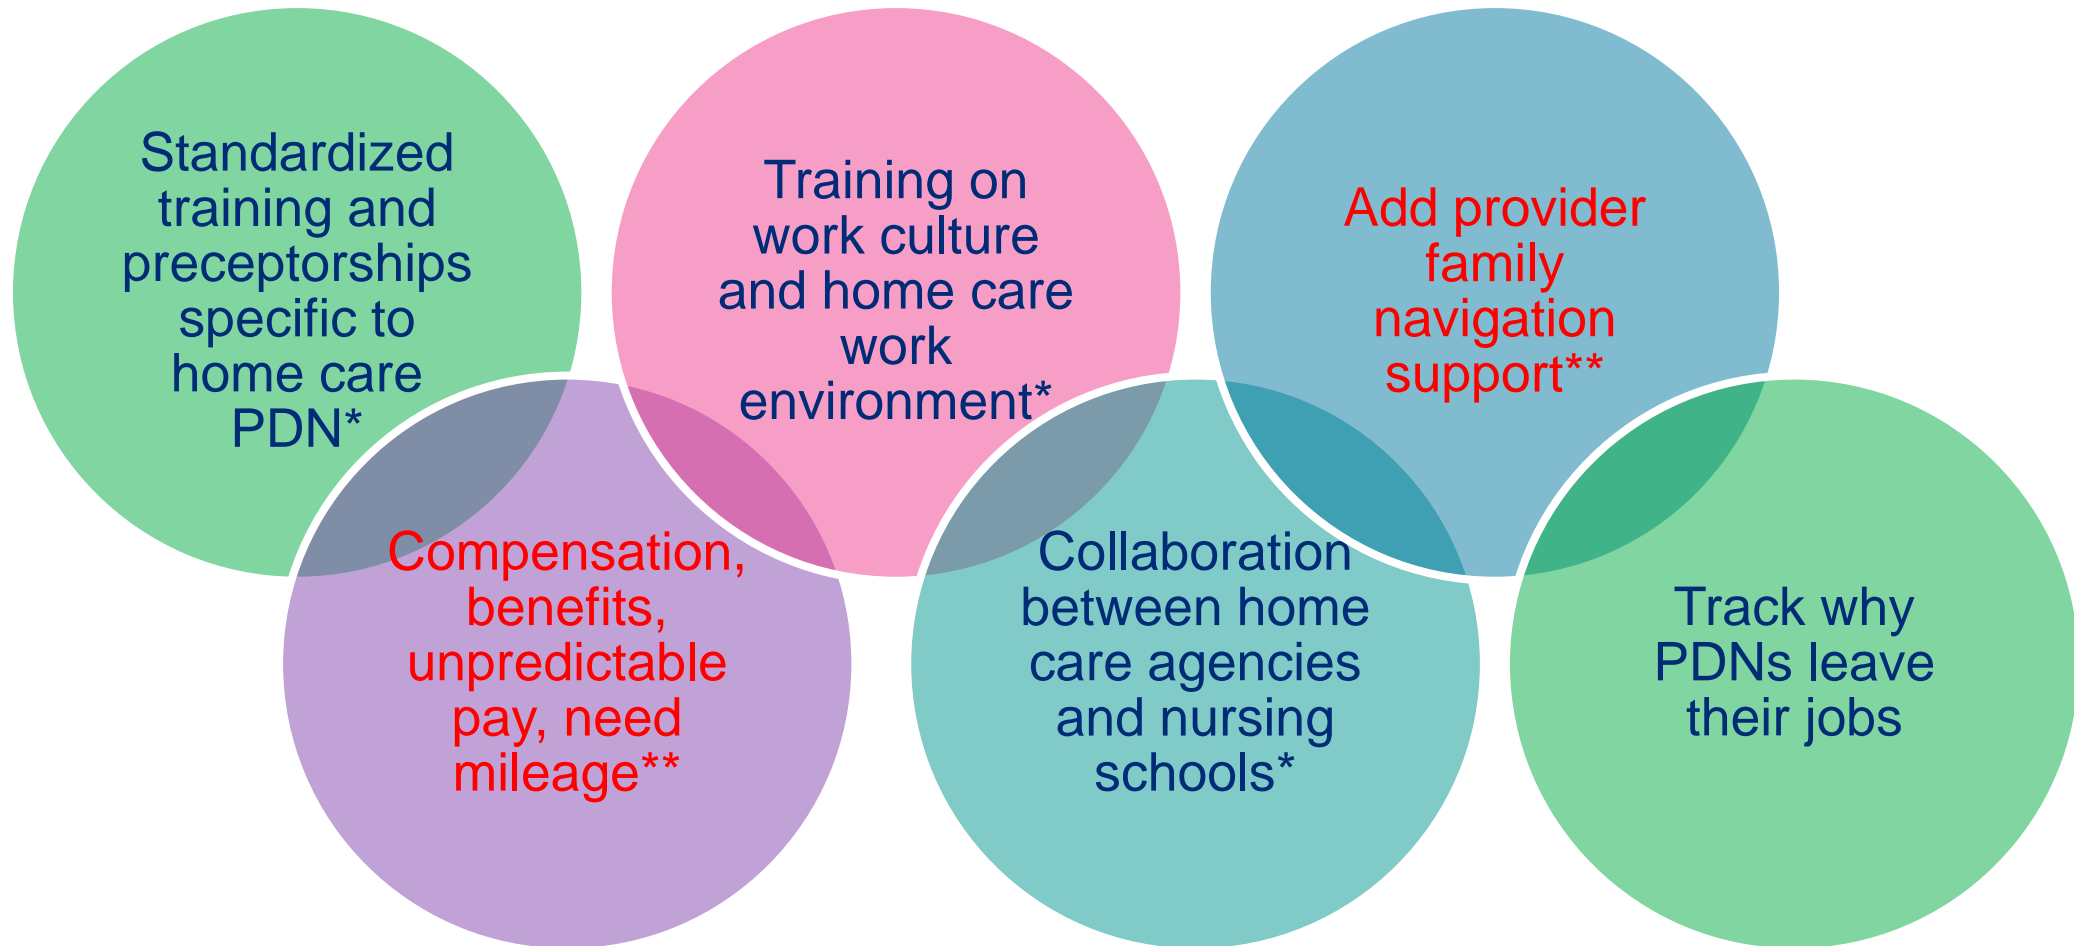 Standardized
training and
preceptorships
specific to
home care
PDN*
Compensation,
benefits,
unpredictable
pay, need
mileage**
Training on
work culture
and home care
work
environment*
Collaboration
between home
care agencies
and nursing
schools*
Add provider
family
navigation
support**
Track why
PDNs leave
their jobs